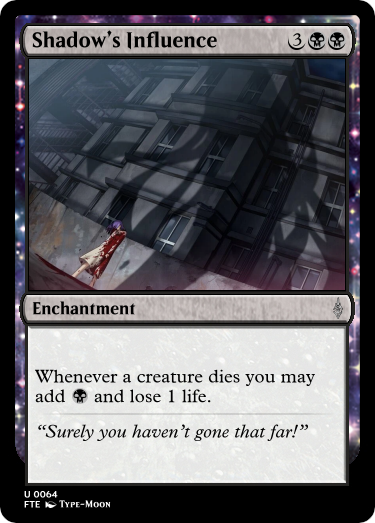 Shadow's Influence 3
Enchantment
Whenever a creature dies you may
add and lose 1 life.
“Surely you haven't gone that far!”
U 0064
FTE Type-Moon